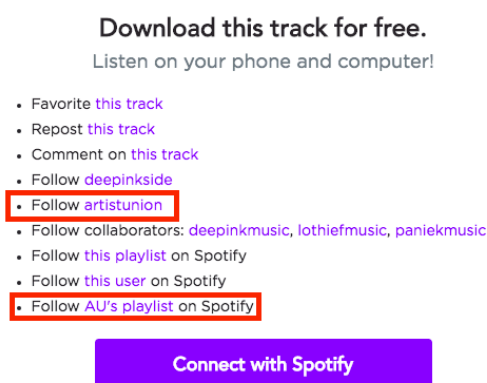 Download this track for free.
Listen on your phone and computer!
• Favorite this track
• Repost this track
• Comment on this track
• Follow deepinkside
• Follow artistunion
• Follow collaborators: deepinkmusic, lothiefmusic, paniekmusic
• Follow this playlist on Spotify
• Follow this user on Spotify
• Follow AU's playlist on Spotify
Connect with Spotify